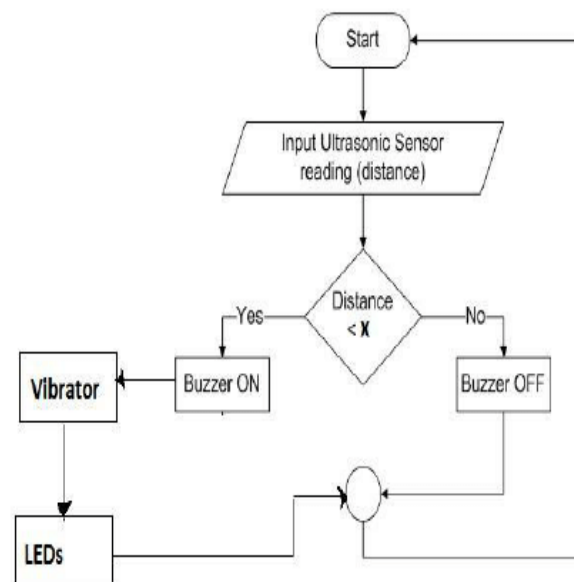 Start
Input Ultrasonic Sensor
reading (distance)
Distance
< X
Yes
No
Vibrator
Buzzer ON
Buzzer OFF
LEDs